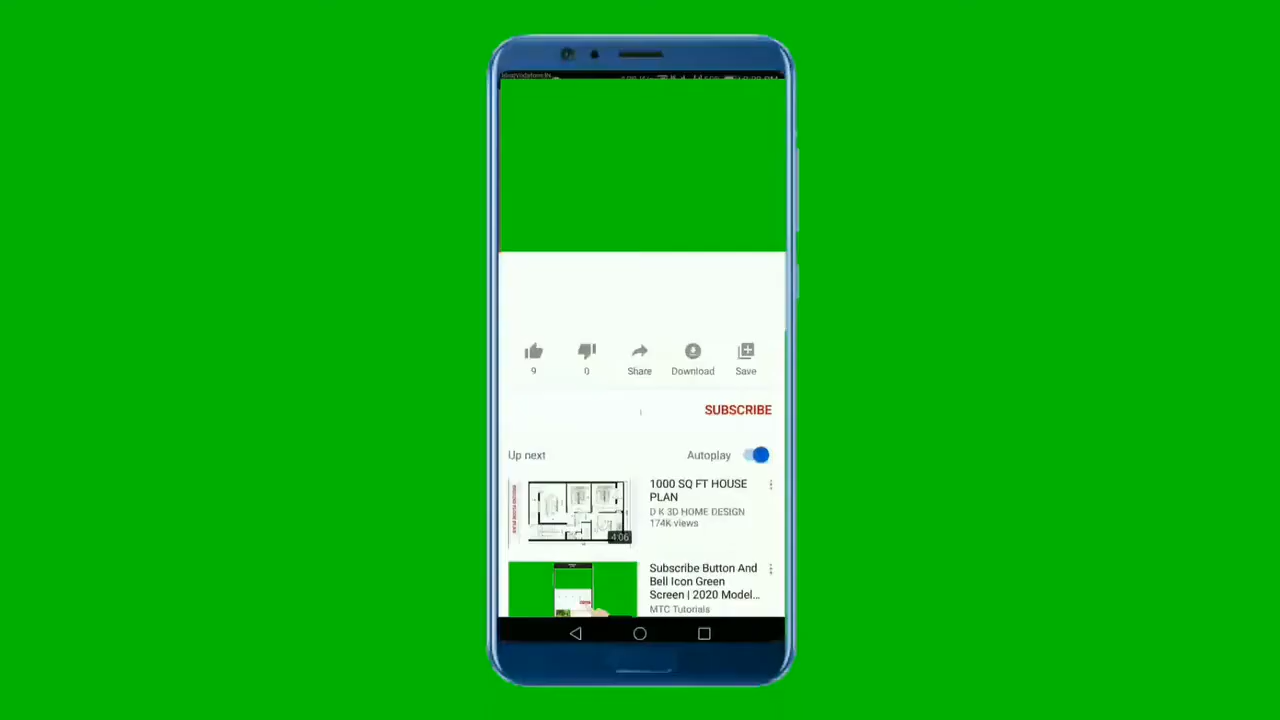 9
0
Share
Download
Save
SUBSCRIBE
Up next
Autoplay
1000 SQ FT HOUSE
PLAN
D K 3D HOME DESIGN
174K views
4:06
Subscribe Button And
Bell Icon Green
Screen | 2020 Model...
MTC Tutorials